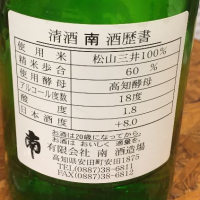 清酒 南 酒歴書
使用米 松山三井100%
精米歩合 60 %
使用酵母 高知酵母
アルコール度数 18度
酸度 1.8
日本酒度 +8.0
お酒は20歳になってから。
お酒は おいしく 適量を。
南 有限会社 南 酒造場
高知県安田町安田1875
TEL(0887)38-6811
FAX(0887)38-6812